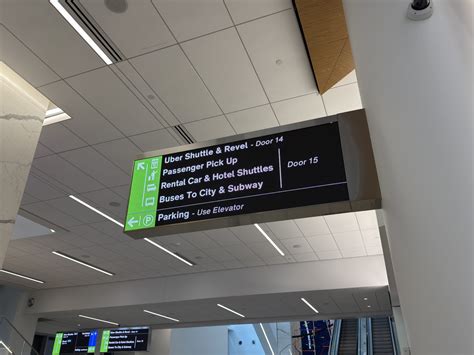 Uber Shuttle & Revel - Door 14
Passenger Pick Up
Rental Car & Hotel Shuttles
Door 15
Buses To City & Subway
P Parking - Use Elevator